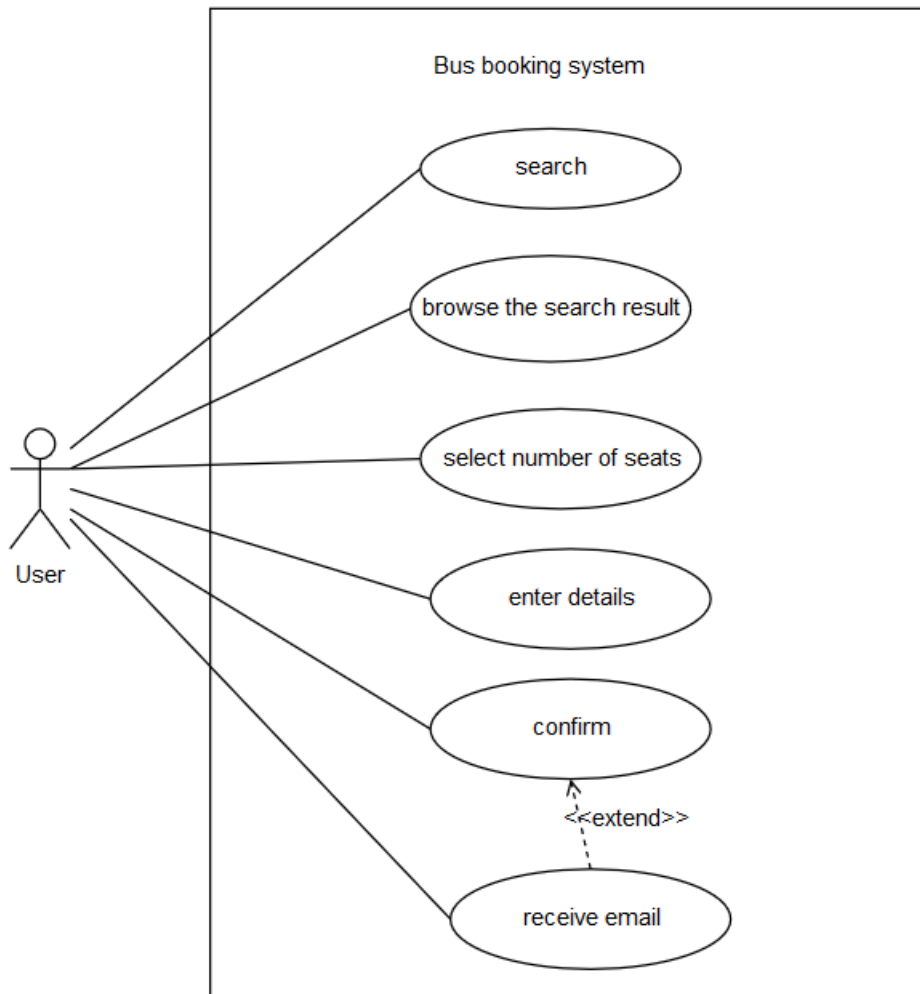 Bus booking system
search
browse the search result
select number of seats
User
enter details
confirm
<<extend>>
receive email